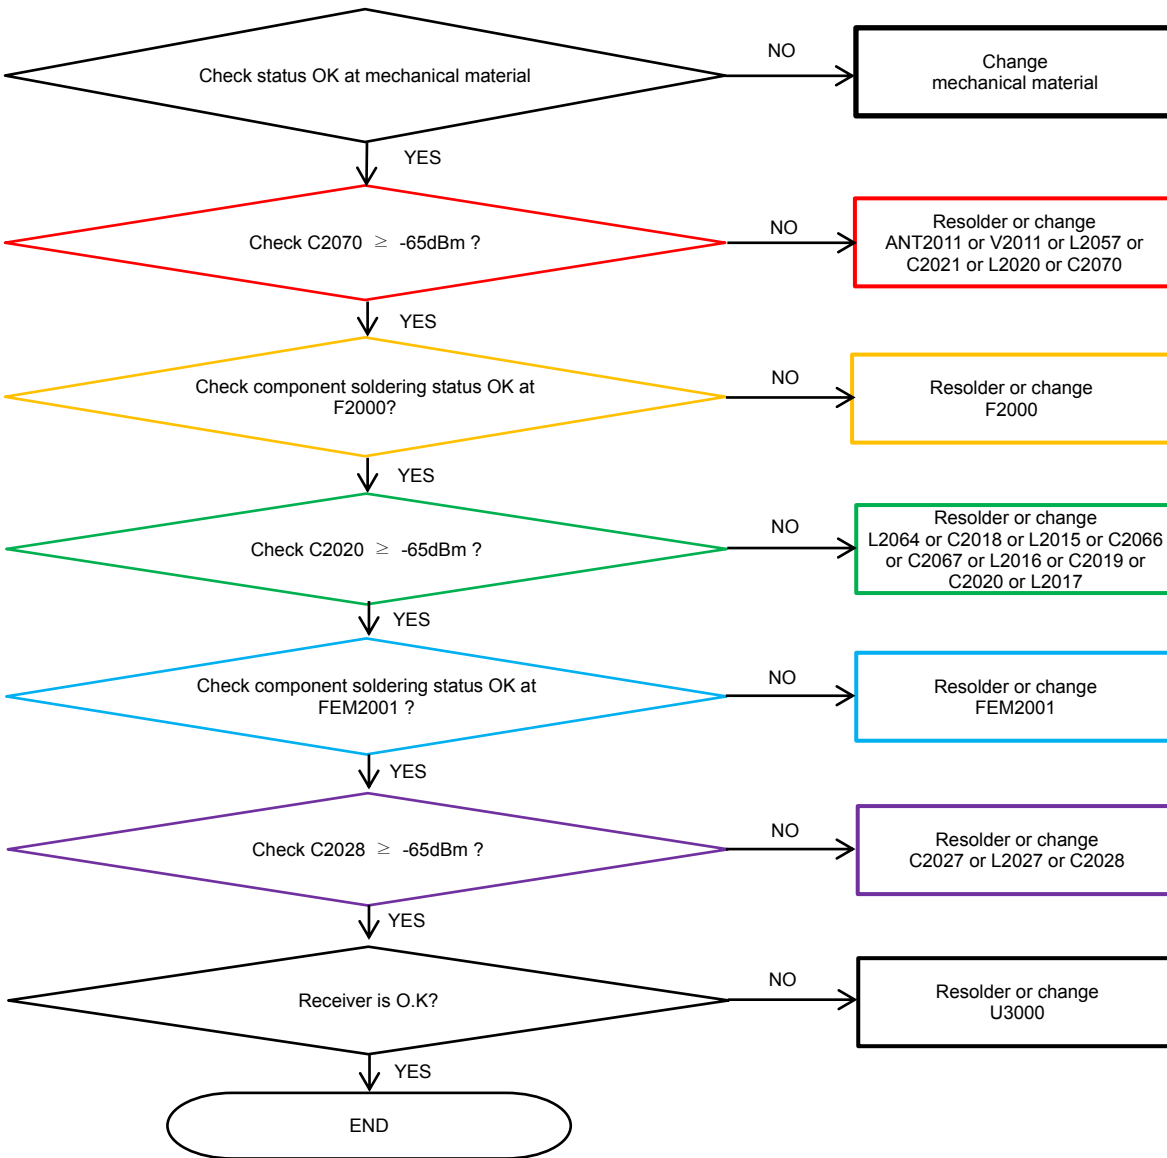 Check status OK at mechanical material
NO
Change
mechanical material
YES
Check C2070 ≥ -65dBm ?
NO
Resolder or change
ANT2011 or V2011 or L2057 or
C2021 or L2020 or C2070
YES
Check component soldering status OK at
F2000?
NO
Resolder or change
F2000
YES
Check C2020 ≥ -65dBm ?
NO
Resolder or change
L2064 or C2018 or L2015 or C2066
or C2067 or L2016 or C2019 or
C2020 or L2017
YES
Check component soldering status OK at
FEM2001 ?
NO
Resolder or change
FEM2001
YES
Check C2028 ≥ -65dBm ?
NO
Resolder or change
C2027 or L2027 or C2028
YES
Receiver is O.K?
NO
Resolder or change
U3000
YES
END